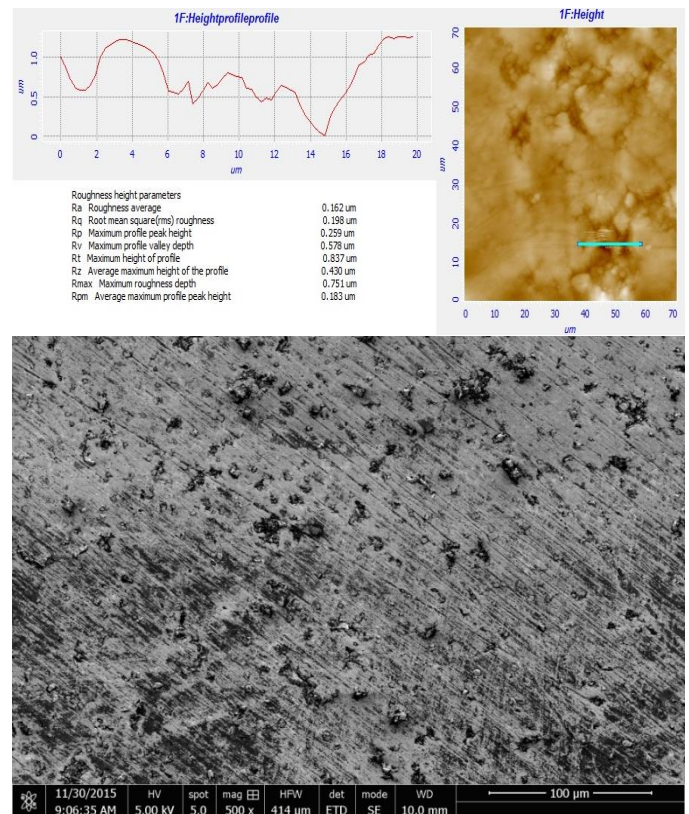 1F:Heightprofileprofile
um
1.0
0.5
0
0 2 4 6 8 10 12 14 16 18 20
um
1F:Height
um
70
60
50
40
30
20
10
0
0 10 20 30 40 50 60 70
um
Roughness height parameters
Ra Roughness average 0.162 um
Rq Root mean square(rms) roughness 0.198 um
Rp Maximum profile peak height 0.259 um
Rv Maximum profile valley depth 0.578 um
Rt Maximum height of profile 0.837 um
Rz Average maximum height of the profile 0.430 um
Rmax Maximum roughness depth 0.751 um
Rpm Average maximum profile peak height 0.183 um
11/30/2015 HV spot mag HFW det mode WD 100 µm
9:06:35 AM 5.00 kV 5.0 500 x 414 µm ETD SE 10.0 mm